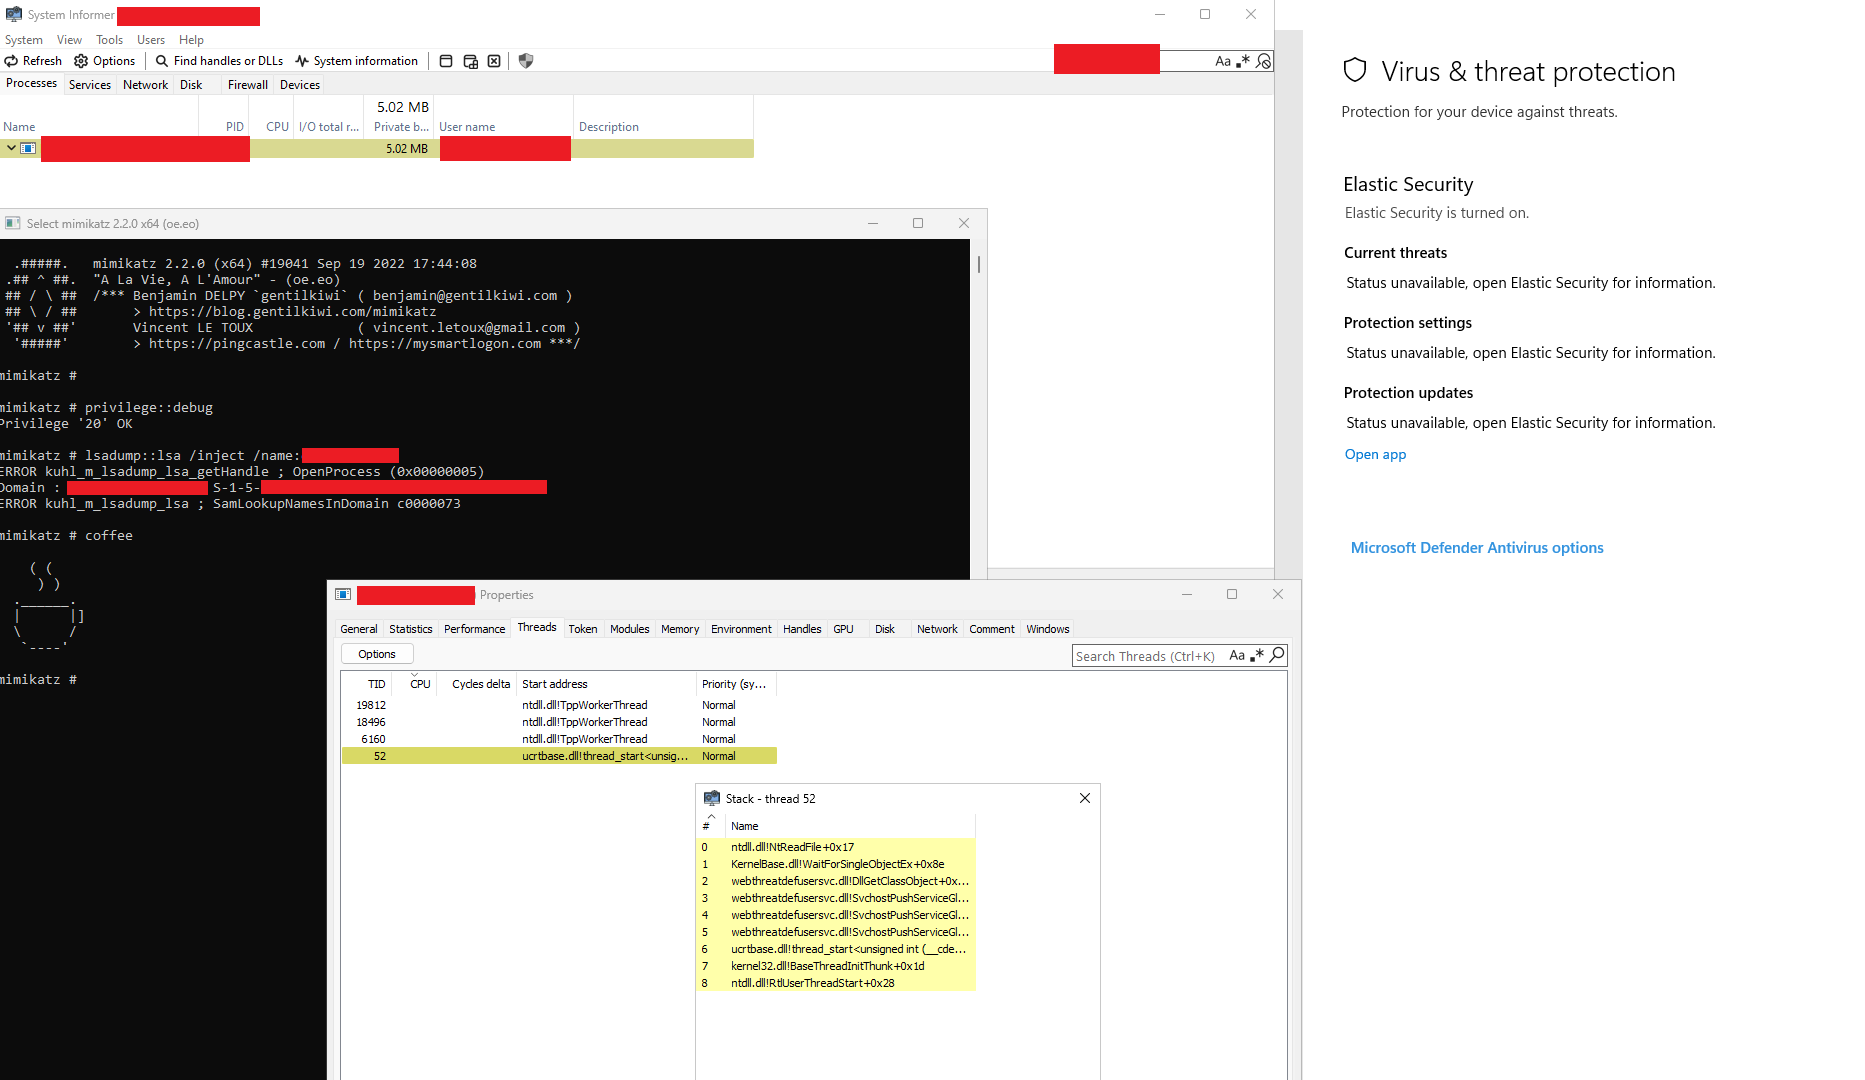 System Informer
System View Tools Users Help
Refresh Options Find handles or DLLs System information Aa .*
Processes Services Network Disk Firewall Devices
5.02 MB
Name PID CPU I/O total r... Private b... User name Description
5.02 MB
Select mimikatz 2.2.0 x64 (oe.eo)
.#####. mimikatz 2.2.0 (x64) #19041 Sep 19 2022 17:44:08
.## ^ ##. "A La Vie, A L'Amour" - (oe.eo)
## / \ ## /*** Benjamin DELPY `gentilkiwi` ( benjamin@gentilkiwi.com )
## \ / ## > https://blog.gentilkiwi.com/mimikatz
'## v ##' Vincent LE TOUX ( vincent.letoux@gmail.com )
'#####' > https://pingcastle.com / https://mysmartlogon.com ***/
mimikatz #
mimikatz # privilege::debug
Privilege '20' OK
mimikatz # lsadump::lsa /inject /name:
ERROR kuhl_m_lsadump_lsa_getHandle ; OpenProcess (0x00000005)
Domain : S-1-5-
ERROR kuhl_m_lsadump_lsa ; SamLookupNamesInDomain c0000073
mimikatz # coffee
( (
) )
.______.
| |]
\ /
`----'
mimikatz #
Properties
General Statistics Performance Threads Token Modules Memory Environment Handles GPU Disk Network Comment Windows
Options Search Threads (Ctrl+K) Aa .*
TID CPU Cycles delta Start address Priority (sy...
19812 ntdll.dll!TppWorkerThread Normal
18496 ntdll.dll!TppWorkerThread Normal
6160 ntdll.dll!TppWorkerThread Normal
52 ucrtbase.dll!thread_start<unsig... Normal
Stack - thread 52
# Name
0 ntdll.dll!NtReadFile+0x17
1 KernelBase.dll!WaitForSingleObjectEx+0x8e
2 webthreatdefusersvc.dll!DllGetClassObject+0x...
3 webthreatdefusersvc.dll!SvchostPushServiceGl...
4 webthreatdefusersvc.dll!SvchostPushServiceGl...
5 webthreatdefusersvc.dll!SvchostPushServiceGl...
6 ucrtbase.dll!thread_start<unsigned int (__cde...
7 kernel32.dll!BaseThreadInitThunk+0x1d
8 ntdll.dll!RtlUserThreadStart+0x28
Virus & threat protection
Protection for your device against threats.
Elastic Security
Elastic Security is turned on.
Current threats
Status unavailable, open Elastic Security for information.
Protection settings
Status unavailable, open Elastic Security for information.
Protection updates
Status unavailable, open Elastic Security for information.
Open app
Microsoft Defender Antivirus options